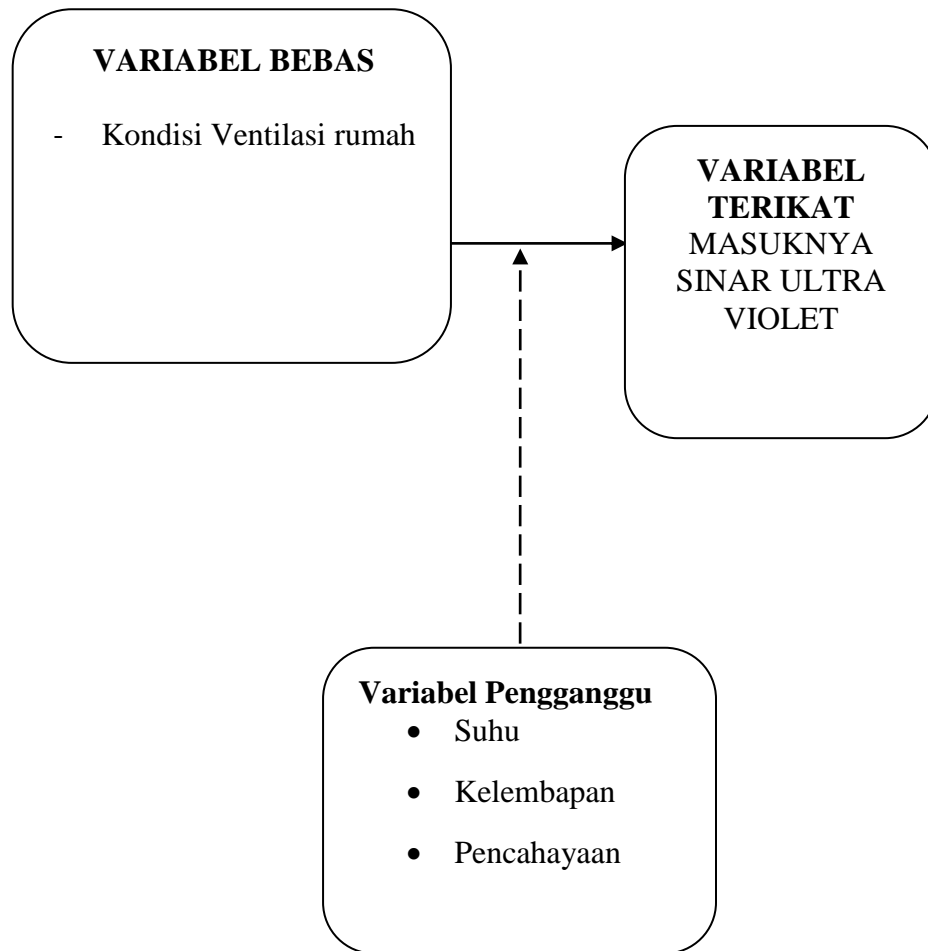 VARIABEL BEBAS
- Kondisi Ventilasi rumah
VARIABEL
TERIKAT
MASUKNYA
SINAR ULTRA
VIOLET
Variabel Pengganggu
• Suhu
• Kelembapan
• Pencahayaan